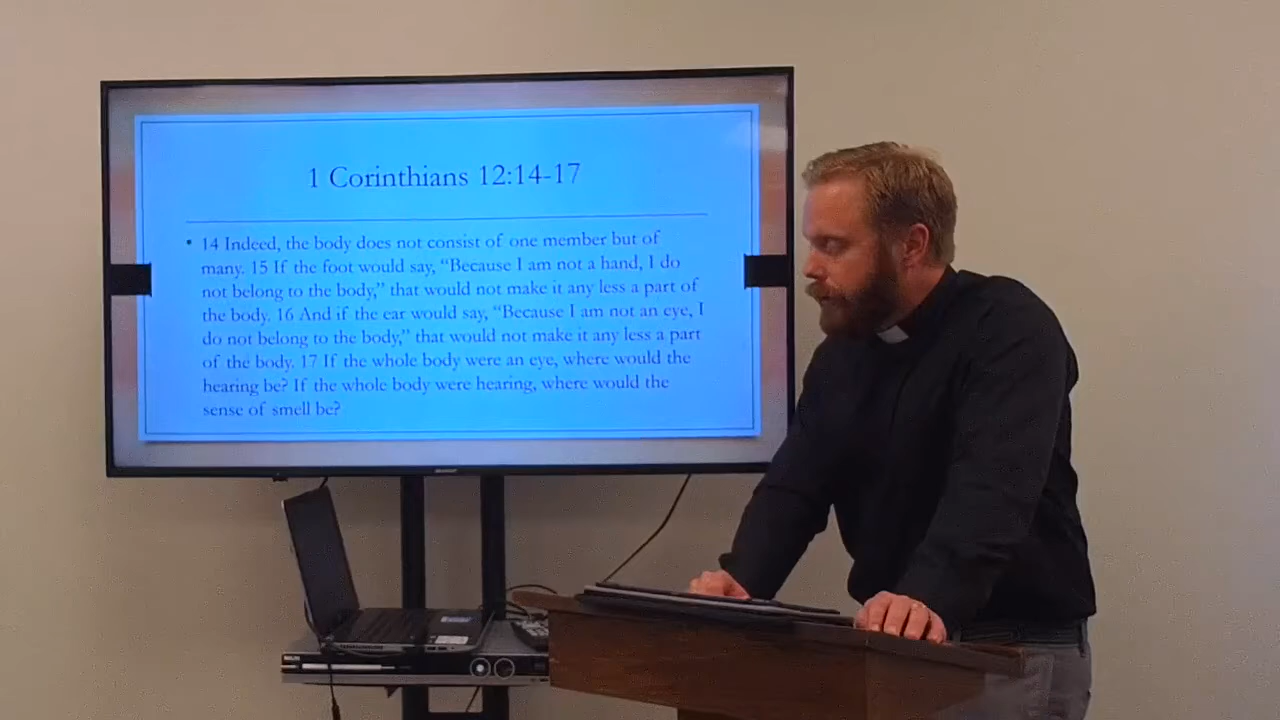 1 Corinthians 12:14-17
• 14 Indeed, the body does not consist of one member but of
many. 15 If the foot would say, “Because I am not a hand, I do
not belong to the body,” that would not make it any less a part of
the body. 16 And if the ear would say, “Because I am not an eye, I
do not belong to the body,” that would not make it any less a part
of the body. 17 If the whole body were an eye, where would the
hearing be? If the whole body were hearing, where would the
sense of smell be?